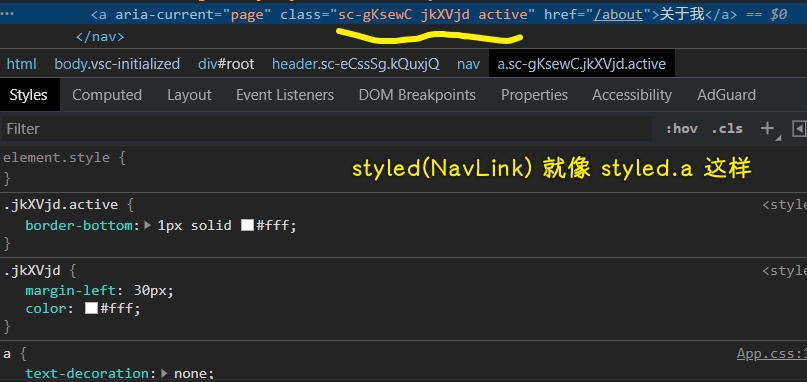 <a aria-current="page" class="sc-gKsewC jkXVjd active" href="/about">关于我</a> == $0
</nav>
html body.vsc-initialized div#root header.sc-eCssSg.kQuxjQ nav a.sc-gKsewC.jkXVjd.active
Styles Computed Layout Event Listeners DOM Breakpoints Properties Accessibility AdGuard
Filter :hov .cls +
element.style {
}
styled(NavLink) 就像 styled.a 这样
.jkXVjd.active { <style
border-bottom: 1px solid #fff;
}
.jkXVjd { <style
margin-left: 30px;
color: #fff;
}
a { App.css:1
text-decoration: none;